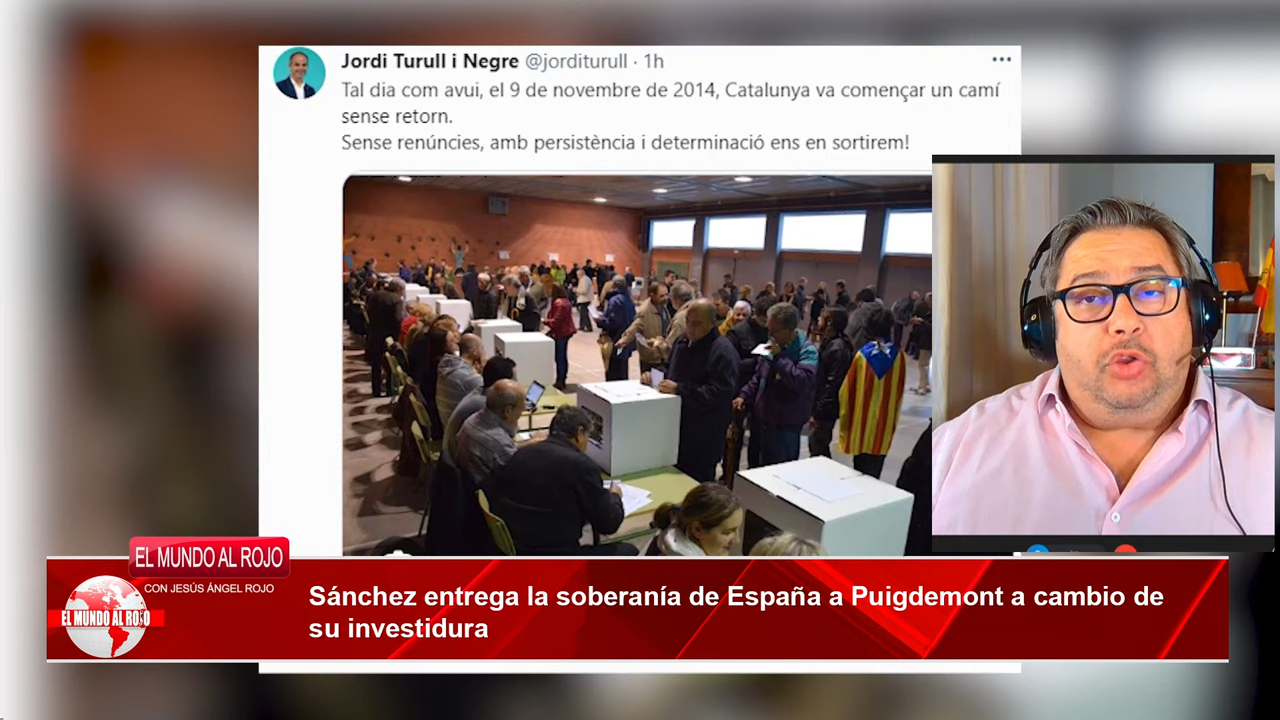 Jordi Turull i Negre @jorditurull · 1h
Tal dia com avui, el 9 de novembre de 2014, Catalunya va començar un camí
sense retorn.
Sense renúncies, amb persistència i determinació ens en sortirem!
EL MUNDO AL ROJO
CON JESÚS ÁNGEL ROJO
EL MUNDO AL ROJO
Sánchez entrega la soberanía de España a Puigdemont a cambio de
su investidura